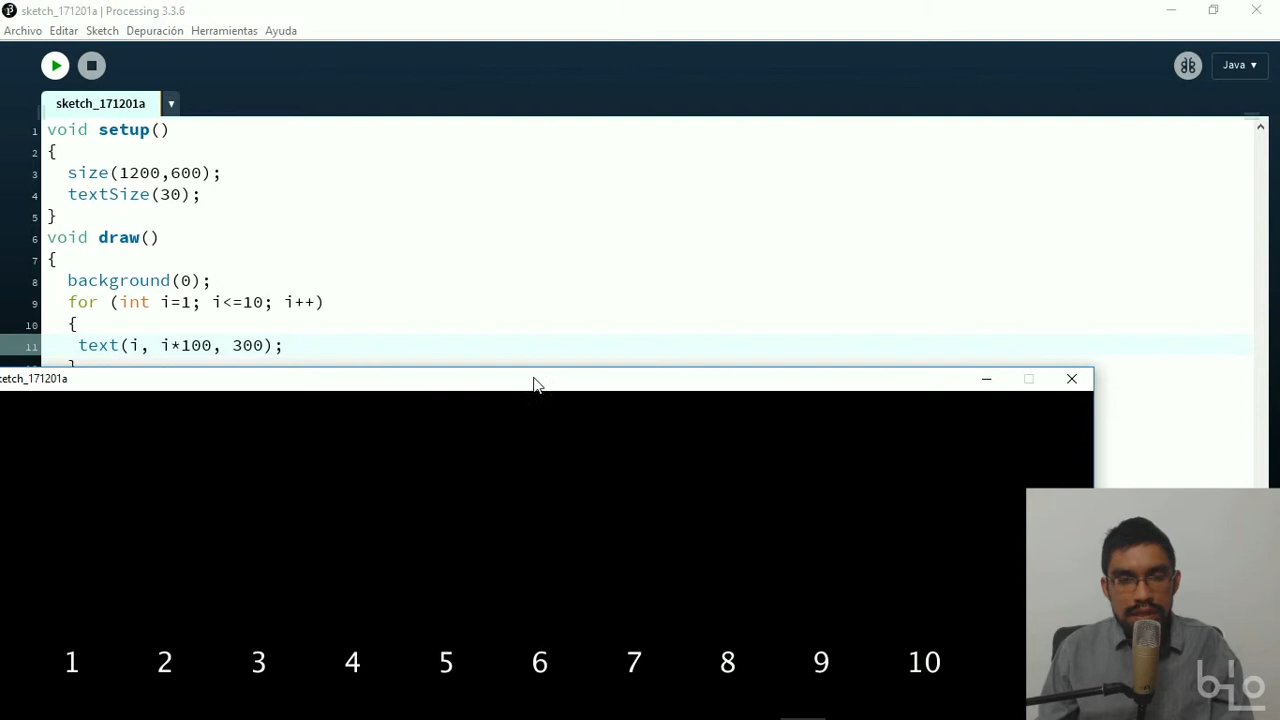 sketch_171201a | Processing 3.3.6
Archivo Editar Sketch Depuración Herramientas Ayuda
Java ▾
sketch_171201a ▾
1 void setup()
2 {
3 size(1200,600);
4 textSize(30);
5 }
6 void draw()
7 {
8 background(0);
9 for (int i=1; i<=10; i++)
10 {
11 text(i, i*100, 300);
}
ketch_171201a
1 2 3 4 5 6 7 8 9 10